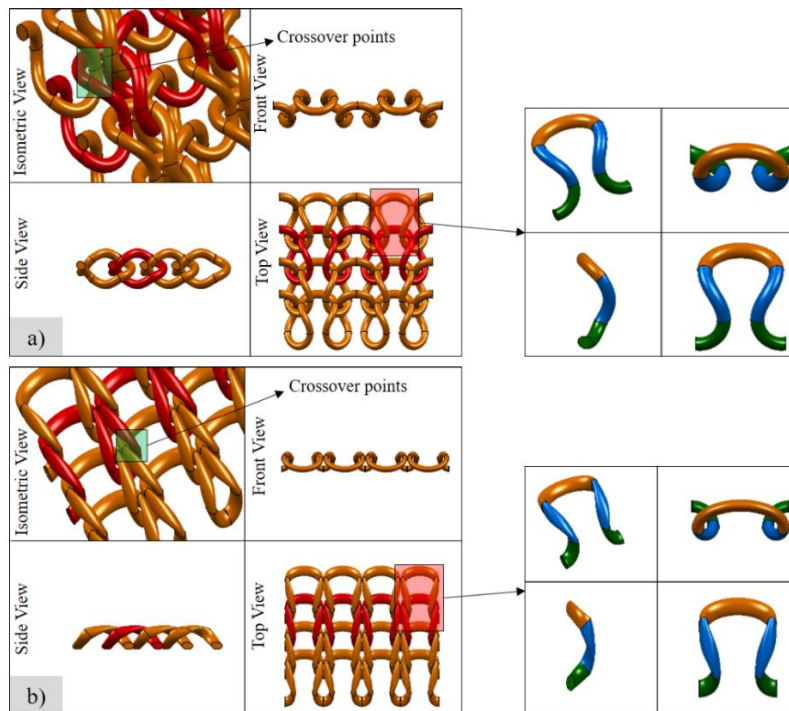 Isometric View
Crossover points
Front View
Side View
Top View
a)
Isometric View
Crossover points
Front View
Side View
Top View
b)